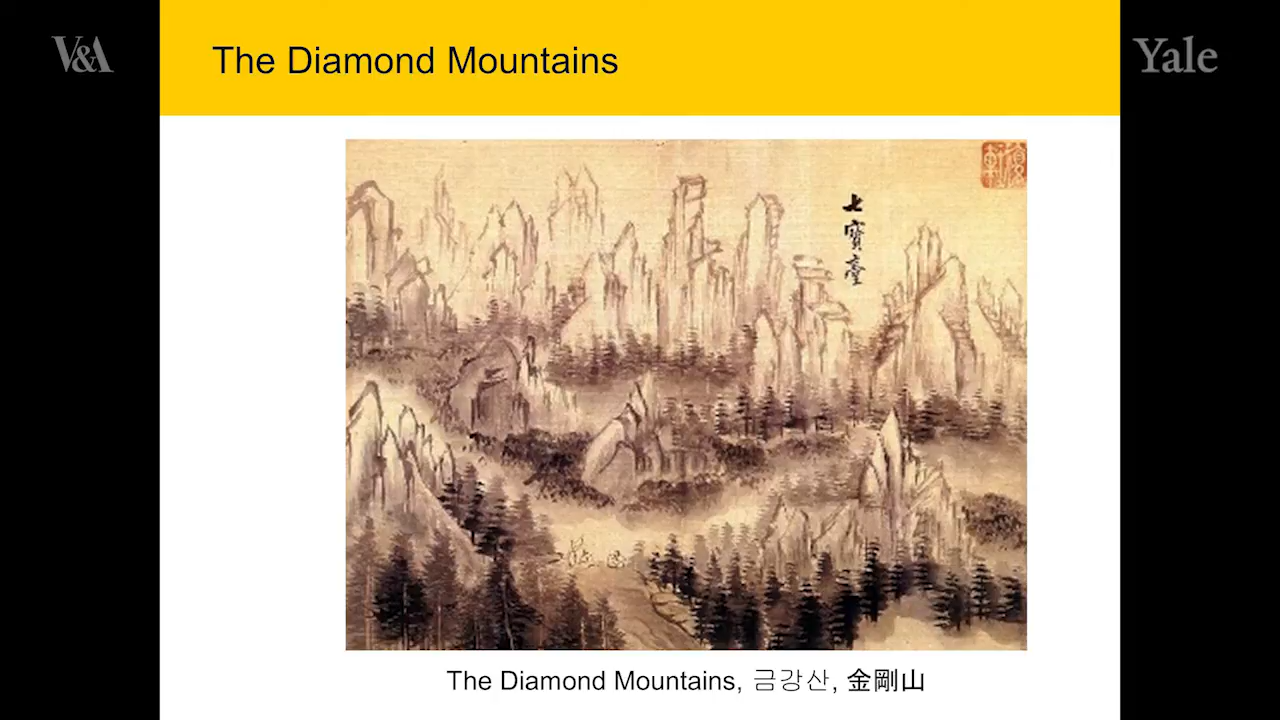 V&A
The Diamond Mountains
Yale
七寶臺
The Diamond Mountains, 금강산, 金剛山